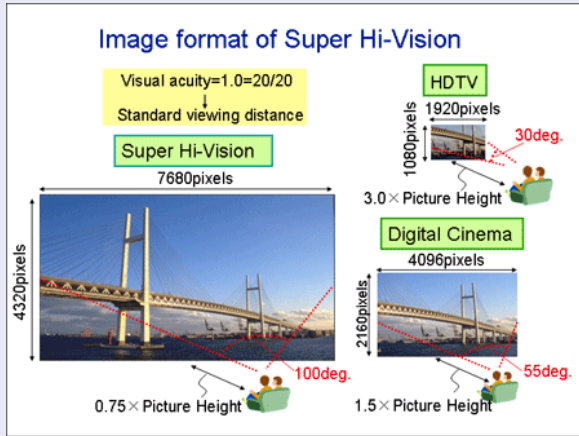 Image format of Super Hi-Vision
Visual acuity=1.0=20/20
Standard viewing distance
Super Hi-Vision
7680pixels
4320pixels
100deg.
0.75×Picture Height
HDTV
1920pixels
1080pixels
30deg.
3.0×Picture Height
Digital Cinema
4096pixels
2160pixels
55deg.
1.5×Picture Height